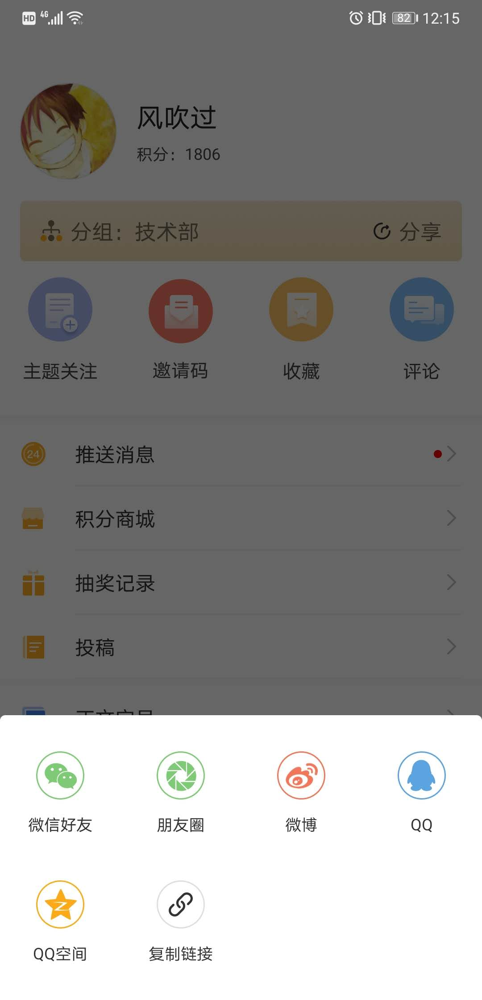 HD 4G 82 12:15
风吹过
积分：1806
分组：技术部 分享
主题关注 邀请码 收藏 评论
24 推送消息
积分商城
抽奖记录
投稿
微信好友 朋友圈 微博 QQ
QQ空间 复制链接